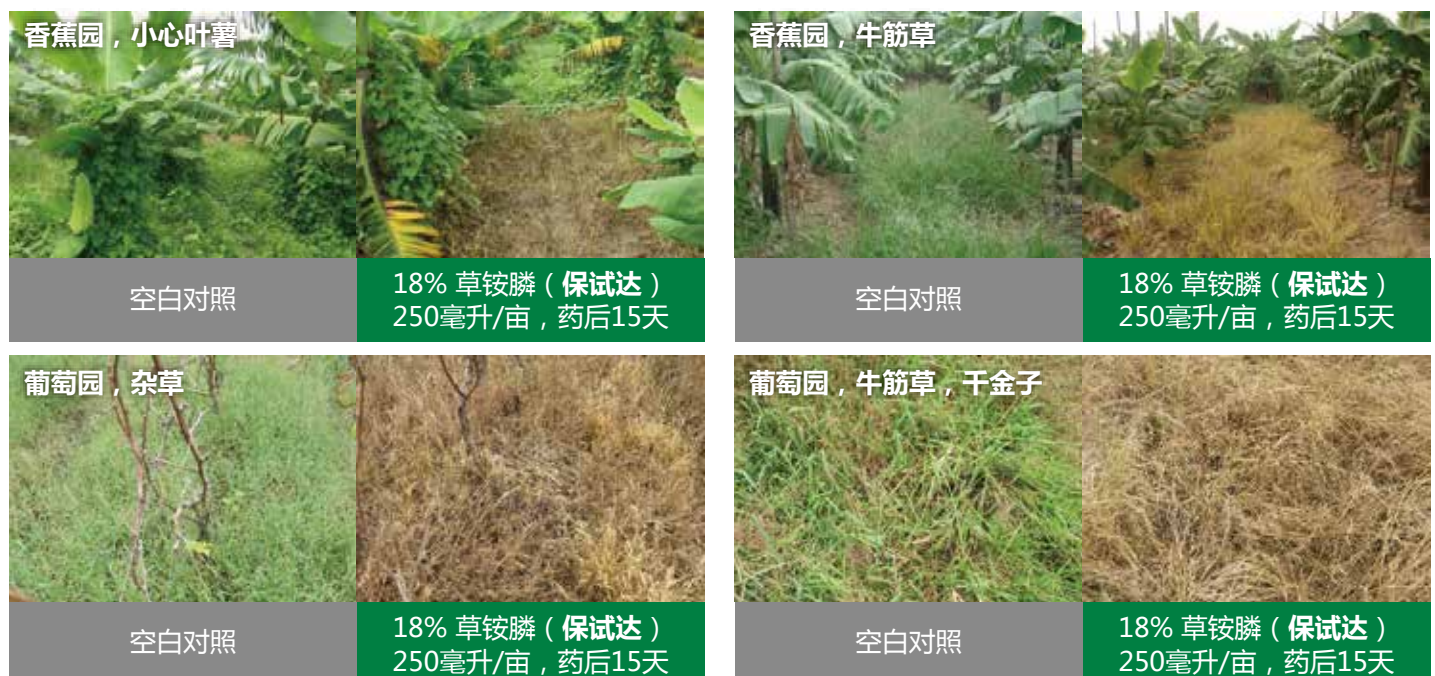 香蕉园，小心叶薯
空白对照
18% 草铵膦（保试达）
250毫升/亩，药后15天
香蕉园，牛筋草
空白对照
18% 草铵膦（保试达）
250毫升/亩，药后15天
葡萄园，杂草
空白对照
18% 草铵膦（保试达）
250毫升/亩，药后15天
葡萄园，牛筋草，千金子
空白对照
18% 草铵膦（保试达）
250毫升/亩，药后15天